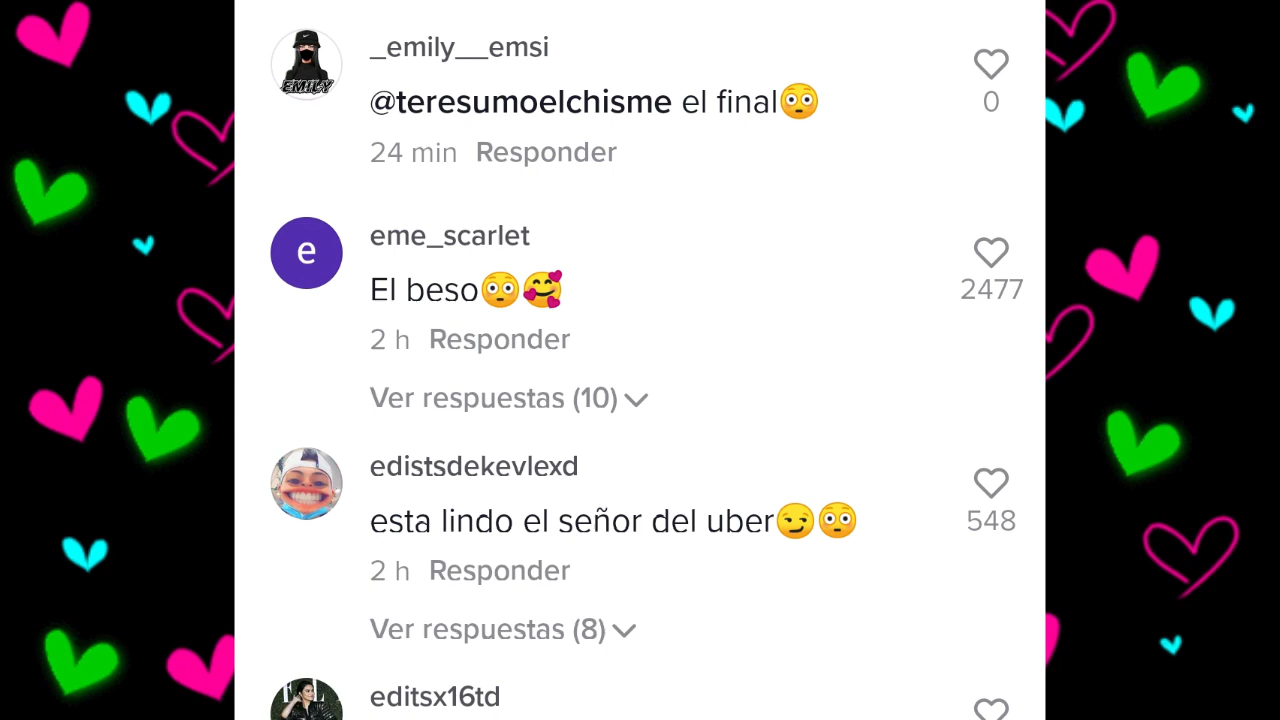 _emily__emsi
EMILY
@teresumoelchisme el final😳
0
24 min Responder
e
eme_scarlet
El beso😳🥰
2477
2 h Responder
Ver respuestas (10)
edistsdekevlexd
esta lindo el señor del uber😏😳
548
2 h Responder
Ver respuestas (8)
editsx16td